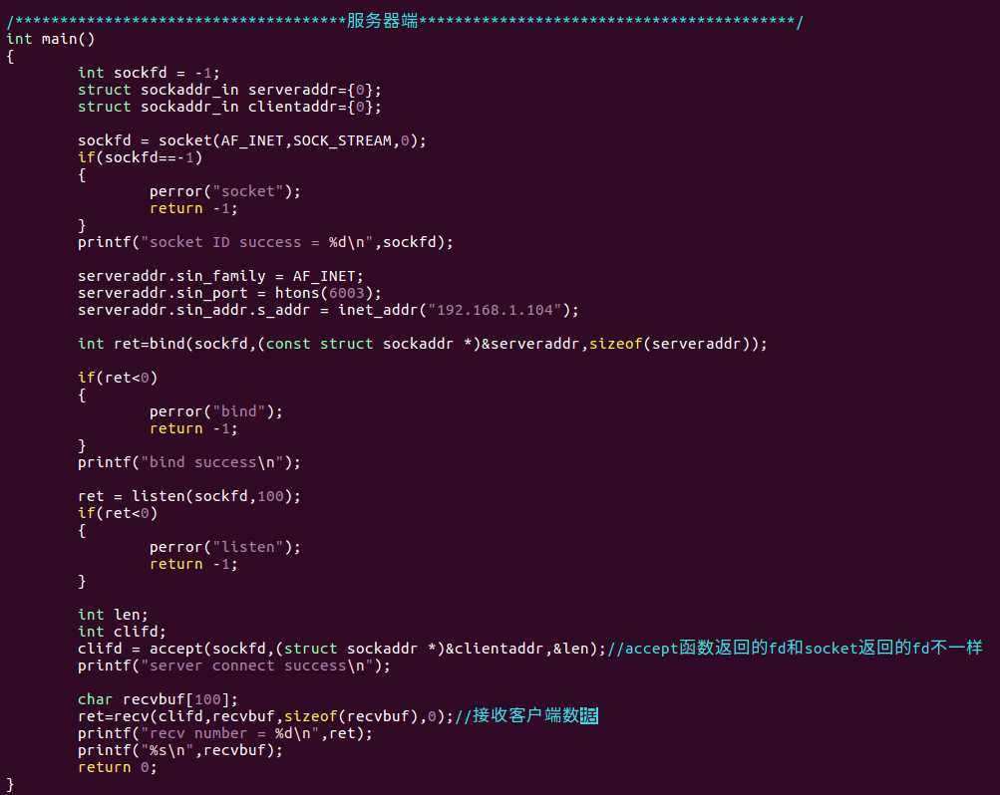 /*************************************服务器端******************************************/
int main()
{
        int sockfd = -1;
        struct sockaddr_in serveraddr={0};
        struct sockaddr_in clientaddr={0};

        sockfd = socket(AF_INET,SOCK_STREAM,0);
        if(sockfd==-1)
        {
                perror("socket");
                return -1;
        }
        printf("socket ID success = %d\n",sockfd);

        serveraddr.sin_family = AF_INET;
        serveraddr.sin_port = htons(6003);
        serveraddr.sin_addr.s_addr = inet_addr("192.168.1.104");

        int ret=bind(sockfd,(const struct sockaddr *)&serveraddr,sizeof(serveraddr));

        if(ret<0)
        {
                perror("bind");
                return -1;
        }
        printf("bind success\n");

        ret = listen(sockfd,100);
        if(ret<0)
        {
                perror("listen");
                return -1;
        }

        int len;
        int clifd;
        clifd = accept(sockfd,(struct sockaddr *)&clientaddr,&len);//accept函数返回的fd和socket返回的fd不一样
        printf("server connect success\n");

        char recvbuf[100];
        ret=recv(clifd,recvbuf,sizeof(recvbuf),0);//接收客户端数据
        printf("recv number = %d\n",ret);
        printf("%s\n",recvbuf);
        return 0;
}